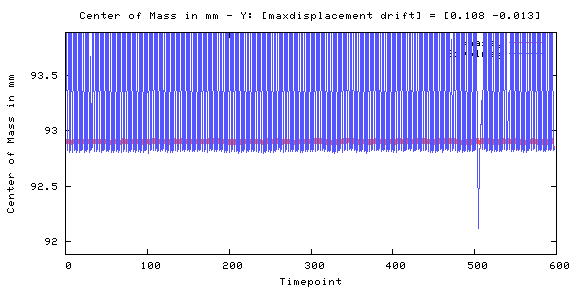 Center of Mass in mm - Y: [maxdisplacement drift] = [0.108 -0.013]
Center of Mass in mm
93.5
93
92.5
92
0 100 200 300 400 500 600
Timepoint